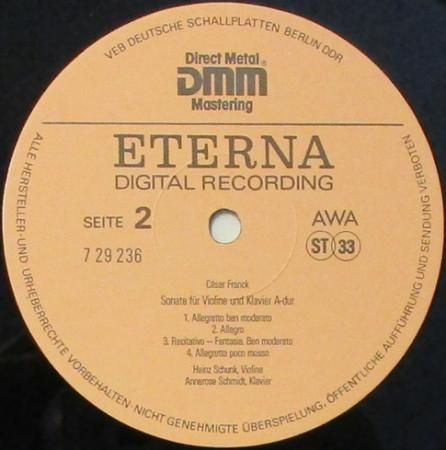 VEB DEUTSCHE SCHALLPLATTEN BERLIN DDR
Direct Metal®
DMM
Mastering
ETERNA
DIGITAL RECORDING
SEITE 2
AWA
7 29 236
ST 33
César Franck
Sonate für Violine und Klavier A-dur
1. Allegretto ben moderato
2. Allegro
3. Recitativo – Fantasia. Ben moderato
4. Allegretto poco mosso
Heinz Schunk, Violine
Annerose Schmidt, Klavier
ALLE HERSTELLER- UND URHEBERRECHTE VORBEHALTEN · NICHT GENEHMIGTE ÜBERSPIELUNG, ÖFFENTLICHE AUFFÜHRUNG UND SENDUNG VERBOTEN